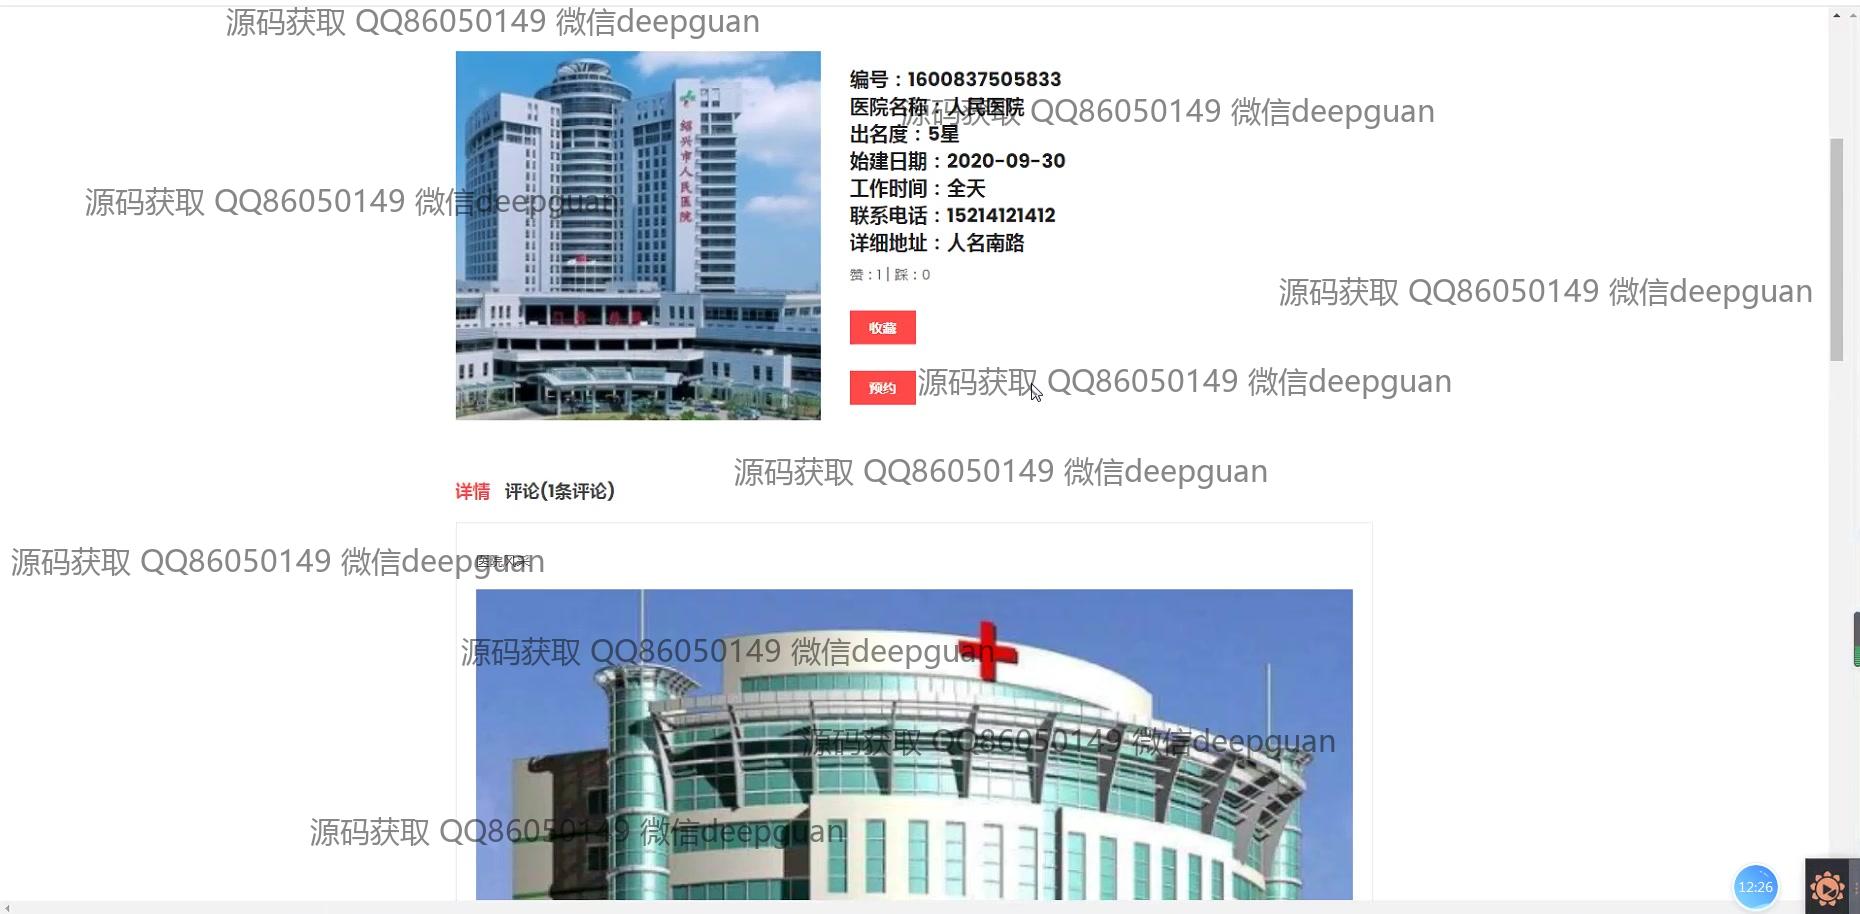 源码获取 QQ86050149 微信deepguan
绍兴市人民医院
编号：1600837505833
医院名称：人民医院
源码获取 QQ86050149 微信deepguan
出名度：5星
始建日期：2020-09-30
工作时间：全天
源码获取 QQ86050149 微信deepguan
联系电话：15214121412
详细地址：人名南路
赞：1 | 踩：0
源码获取 QQ86050149 微信deepguan
收藏
预约
源码获取 QQ86050149 微信deepguan
源码获取 QQ86050149 微信deepguan
详情 评论(1条评论)
源码获取 QQ86050149 微信deepguan
医院风采
源码获取 QQ86050149 微信deepguan
源码获取 QQ86050149 微信deepguan
源码获取 QQ86050149 微信deepguan
12:26